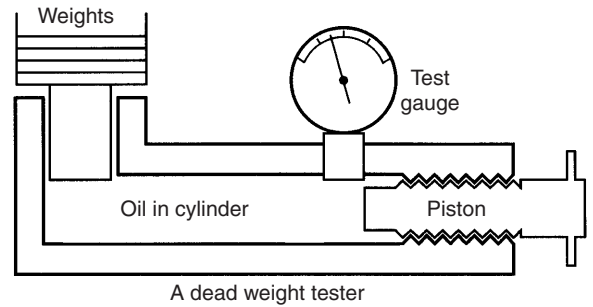 Weights
Test
gauge
Oil in cylinder
Piston
A dead weight tester